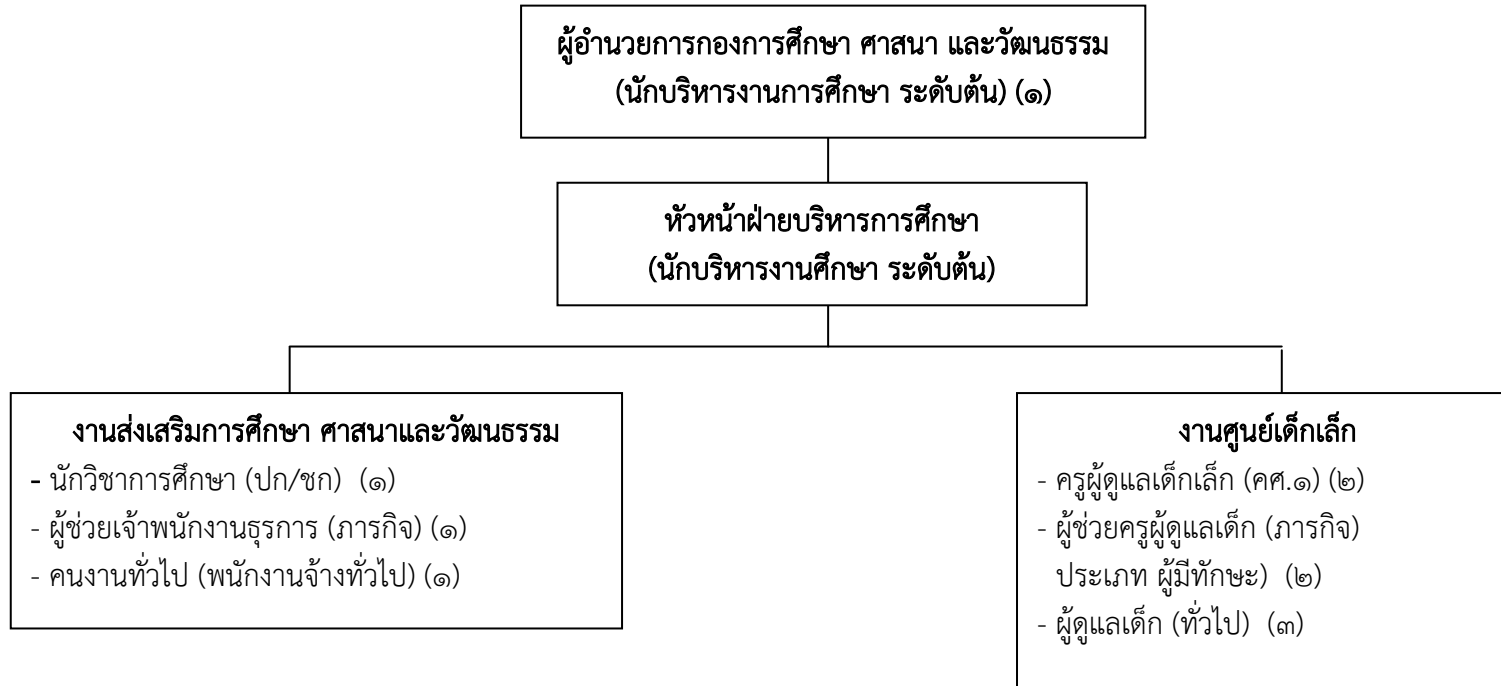 ผู้อำนวยการกองการศึกษา ศาสนา และวัฒนธรรม
(นักบริหารงานการศึกษา ระดับต้น) (๑)
หัวหน้าฝ่ายบริหารการศึกษา
(นักบริหารงานศึกษา ระดับต้น)
งานส่งเสริมการศึกษา ศาสนาและวัฒนธรรม
- นักวิชาการศึกษา (ปก/ชก) (๑)
- ผู้ช่วยเจ้าพนักงานธุรการ (ภารกิจ) (๑)
- คนงานทั่วไป (พนักงานจ้างทั่วไป) (๑)
งานศูนย์เด็กเล็ก
- ครูผู้ดูแลเด็กเล็ก (คศ.๑) (๒)
- ผู้ช่วยครูผู้ดูแลเด็ก (ภารกิจ)
ประเภท ผู้มีทักษะ) (๒)
- ผู้ดูแลเด็ก (ทั่วไป) (๓)